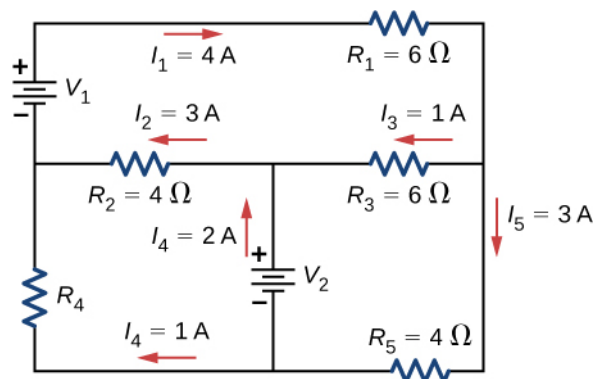 I₁ = 4 A
R₁ = 6 Ω
+
V₁
−
I₂ = 3 A
I₃ = 1 A
R₂ = 4 Ω
R₃ = 6 Ω
I₅ = 3 A
I₄ = 2 A
+
V₂
−
R₄
I₄ = 1 A
R₅ = 4 Ω